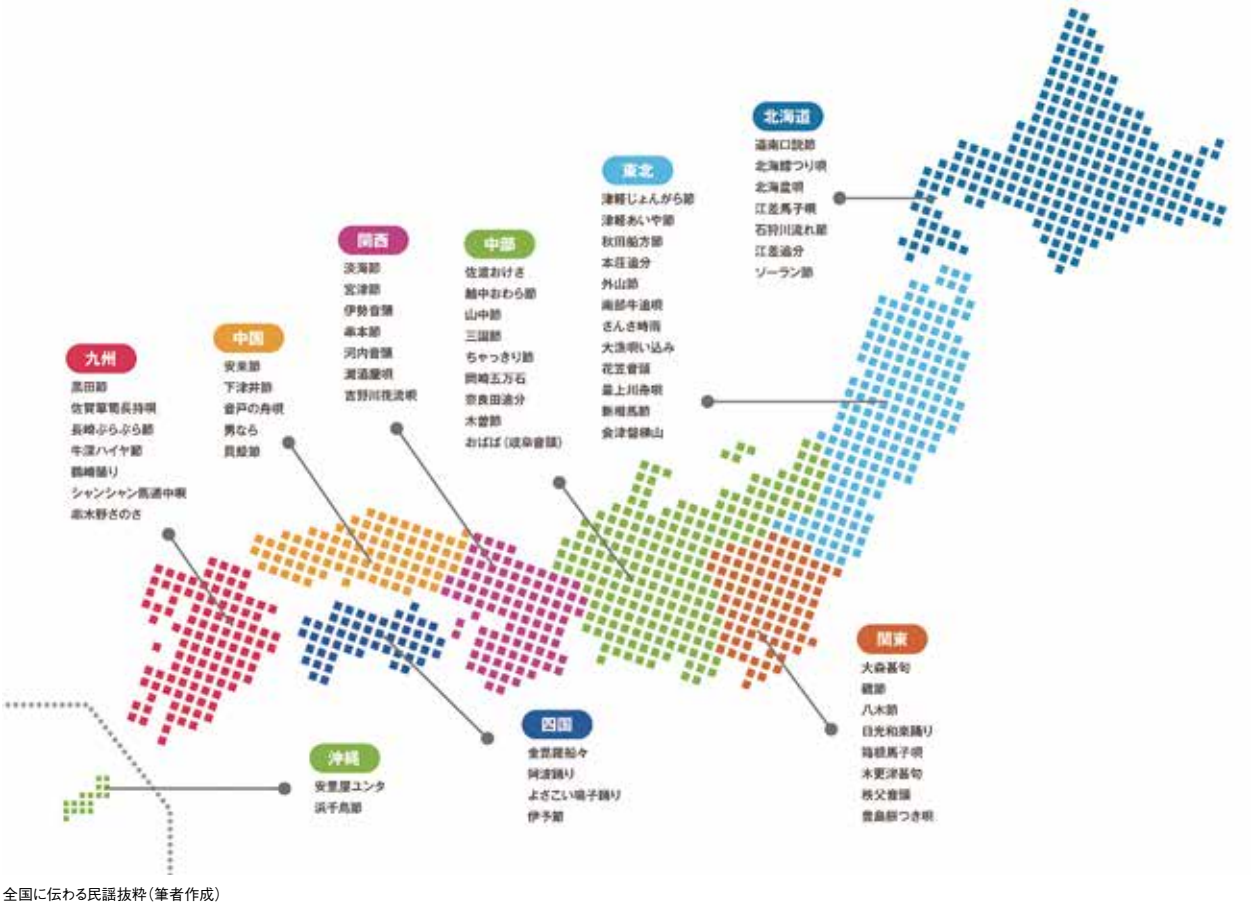 北海道
道南口説節
北海鱈つり唄
北海盆唄
江差馬子唄
石狩川流れ節
江差追分
ソーラン節
東北
津軽じょんがら節
津軽あいや節
秋田船方節
本荘追分
外山節
南部牛追唄
さんさ時雨
大漁唄い込み
花笠音頭
最上川舟唄
新相馬節
会津磐梯山
関西
淡海節
宮津節
伊勢音頭
串本節
河内音頭
灘酒屋唄
吉野川筏流唄
中部
佐渡おけさ
越中おわら節
山中節
三国節
ちゃっきり節
岡崎五万石
奈良田追分
木曽節
おばば（岐阜音頭）
中国
安来節
下津井節
音戸の舟唄
男なら
貝殻節
九州
黒田節
佐賀箪笥長持唄
長崎ぶらぶら節
牛深ハイヤ節
鶴崎踊り
シャンシャン馬道中唄
串木野さのさ
関東
大森甚句
磯節
八木節
日光和楽踊り
箱根馬子唄
木更津甚句
秩父音頭
豊島餅つき唄
四国
金毘羅船々
阿波踊り
よさこい鳴子踊り
伊予節
沖縄
安里屋ユンタ
浜千鳥節
全国に伝わる民謡抜粋（筆者作成）